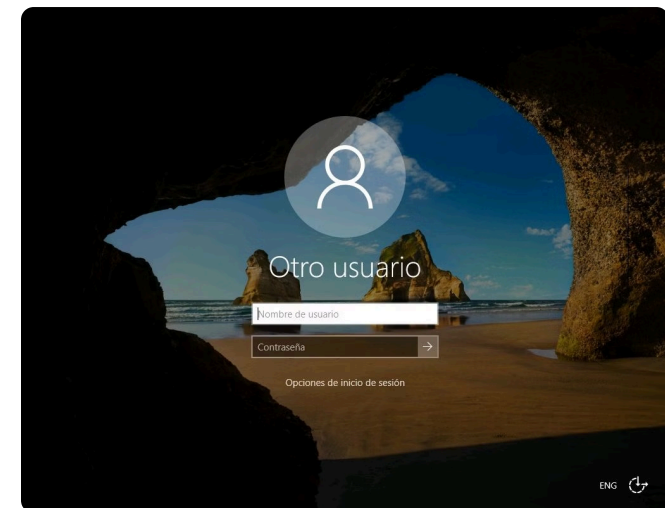 Otro usuario
Nombre de usuario
Contraseña
Opciones de inicio de sesión
ENG